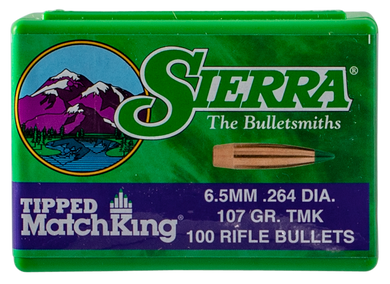 SIERRA®
The Bulletsmiths
TIPPED
MatchKing®
6.5MM .264 DIA.
107 GR. TMK
100 RIFLE BULLETS